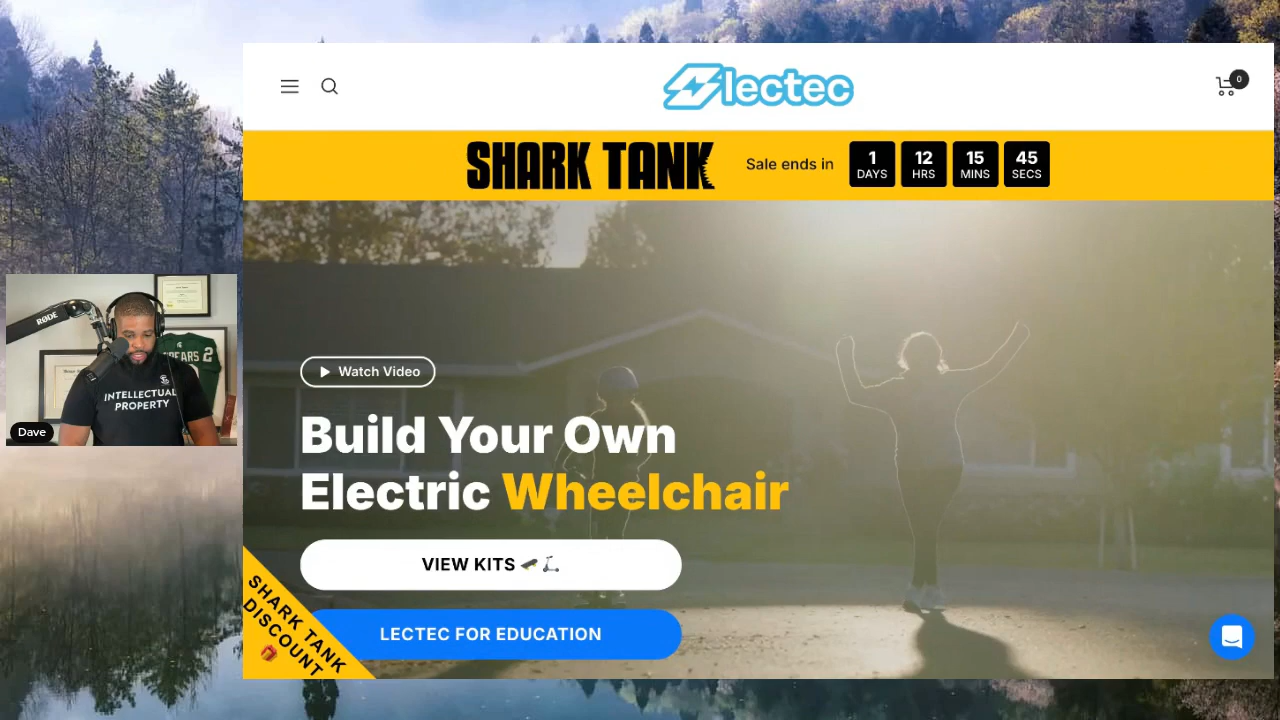 lectec
0
SHARK TANK
Sale ends in
1 DAYS
12 HRS
15 MINS
45 SECS
Watch Video
Build Your Own
Electric Wheelchair
VIEW KITS
LECTEC FOR EDUCATION
SHARK TANK
DISCOUNT
RØDE
2
INTELLECTUAL
PROPERTY
Dave